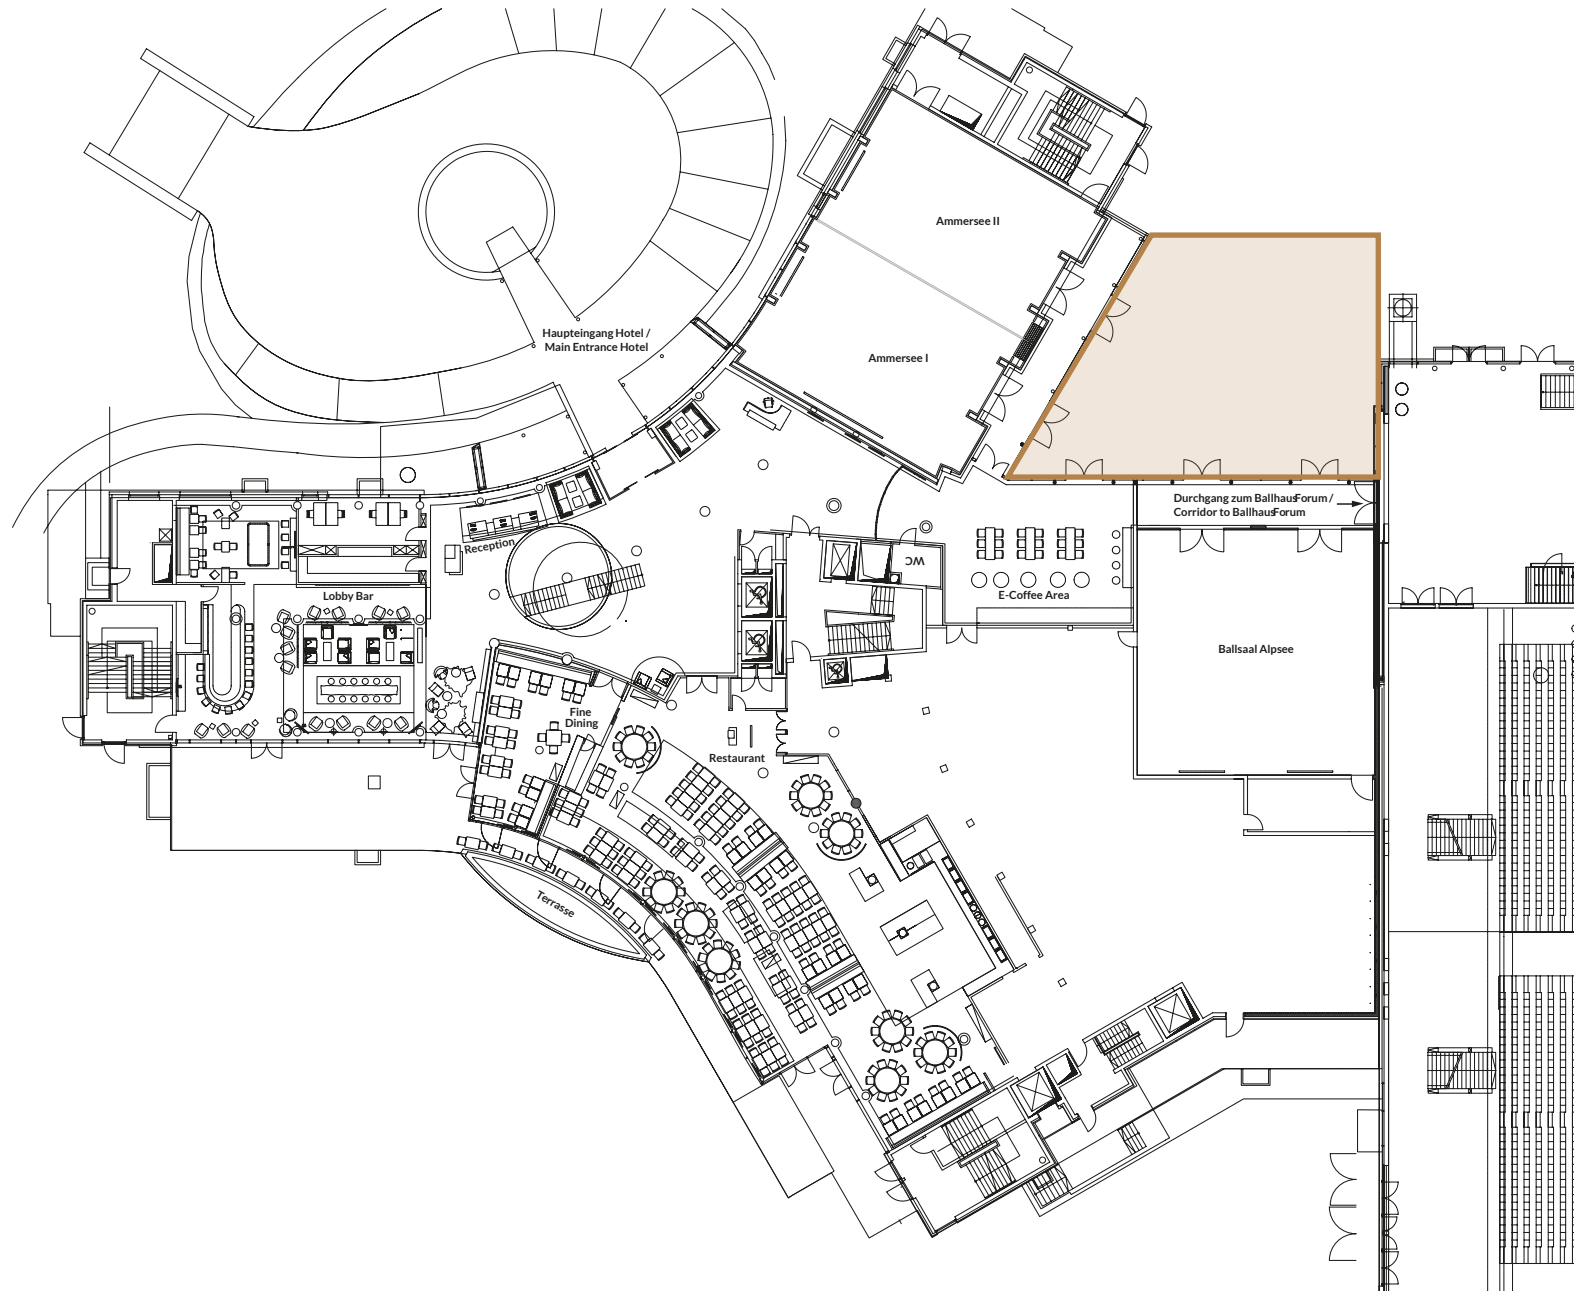 Ammersee II
Haupteingang Hotel /
Main Entrance Hotel
Ammersee I
Durchgang zum BallhausForum /
Corridor to BallhausForum
Reception
WC
Lobby Bar
E-Coffee Area
Ballsaal Alpsee
Fine
Dining
Restaurant
Terrasse